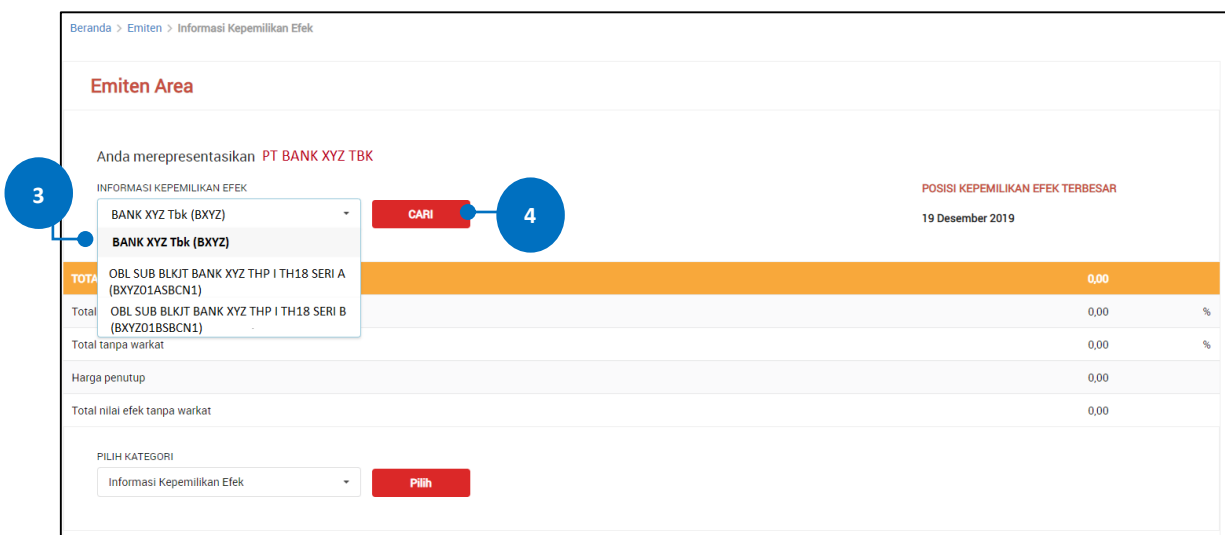 Beranda > Emiten > Informasi Kepemilikan Efek
Emiten Area
Anda merepresentasikan PT BANK XYZ TBK
3
INFORMASI KEPEMILIKAN EFEK
POSISI KEPEMILIKAN EFEK TERBESAR
BANK XYZ Tbk (BXYZ)
CARI
4
19 Desember 2019
BANK XYZ Tbk (BXYZ)
OBL SUB BLKJT BANK XYZ THP I TH18 SERI A
(BXYZ01ASBCN1)
0,00
Total
OBL SUB BLKJT BANK XYZ THP I TH18 SERI B
(BXYZ01BSBCN1)
0,00 %
Total tanpa warkat 0,00 %
Harga penutup 0,00
Total nilai efek tanpa warkat 0,00
PILIH KATEGORI
Informasi Kepemilikan Efek
Pilih